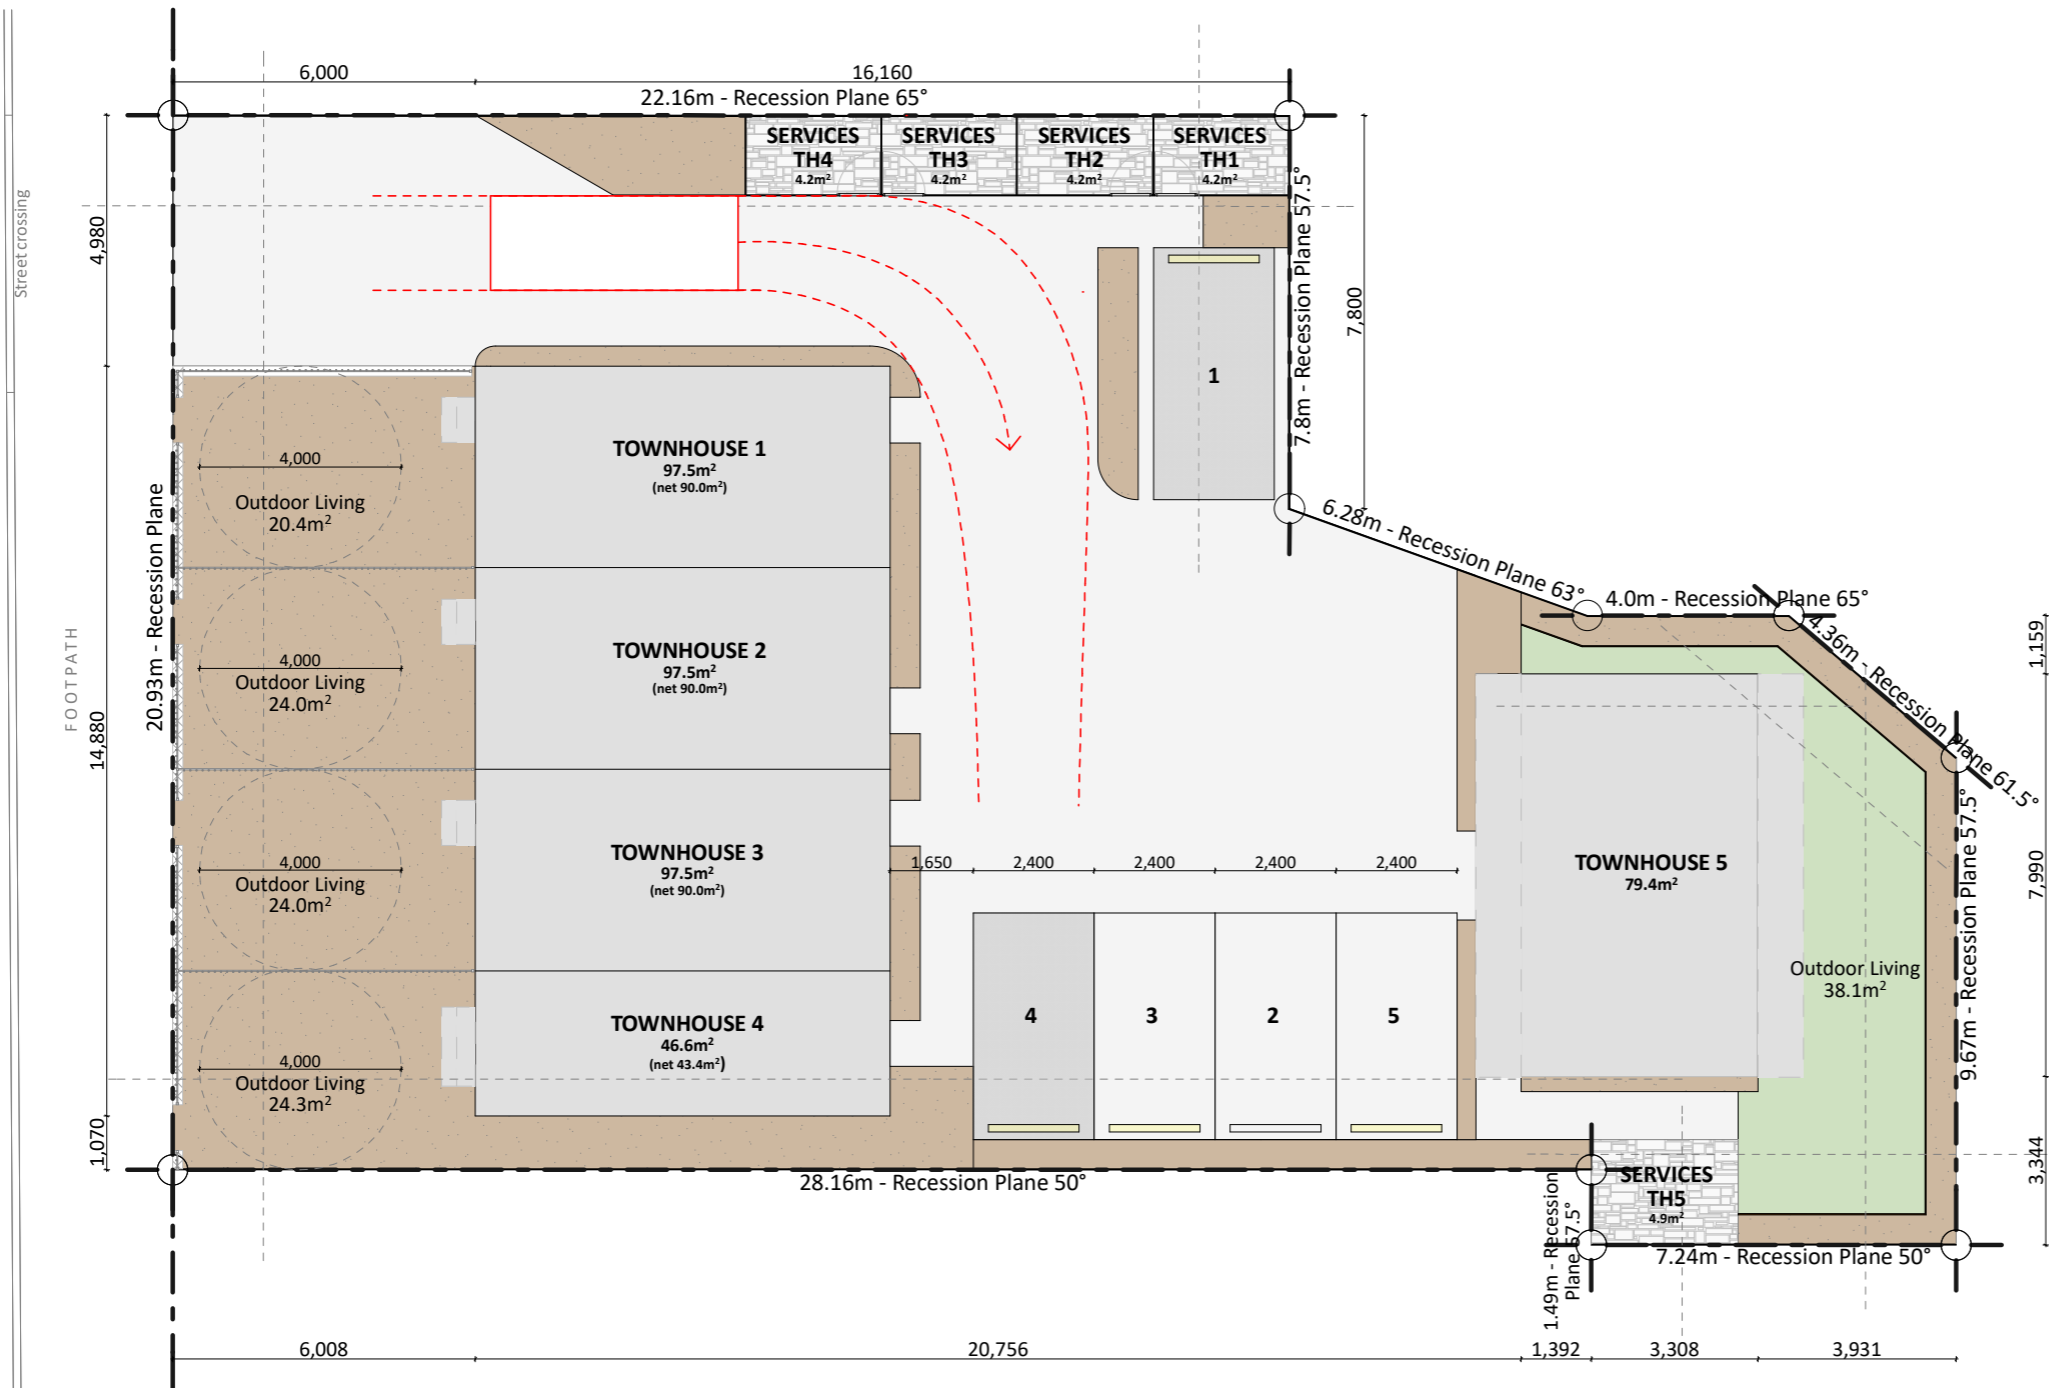 6,000
16,160
22.16m - Recession Plane 65°
SERVICES
TH4
4.2m²
SERVICES
TH3
4.2m²
SERVICES
TH2
4.2m²
SERVICES
TH1
4.2m²
Street crossing
4,980
7.8m - Recession Plane 57.5°
7,800
1
TOWNHOUSE 1
97.5m²
(net 90.0m²)
4,000
Outdoor Living
20.4m²
20.93m - Recession Plane
6.28m - Recession Plane 63°
4.0m - Recession Plane 65°
4.36m - Recession Plane 61.5°
1,159
FOOTPATH
14,880
4,000
Outdoor Living
24.0m²
TOWNHOUSE 2
97.5m²
(net 90.0m²)
4,000
Outdoor Living
24.0m²
TOWNHOUSE 3
97.5m²
(net 90.0m²)
1,650
2,400
2,400
2,400
2,400
TOWNHOUSE 5
79.4m²
9.67m - Recession Plane 57.5°
7,990
Outdoor Living
38.1m²
4
3
2
5
TOWNHOUSE 4
46.6m²
(net 43.4m²)
4,000
Outdoor Living
24.3m²
1,070
28.16m - Recession Plane 50°
1.49m - Recession
Plane 57.5°
SERVICES
TH5
4.9m²
3,344
7.24m - Recession Plane 50°
6,008
20,756
1,392
3,308
3,931